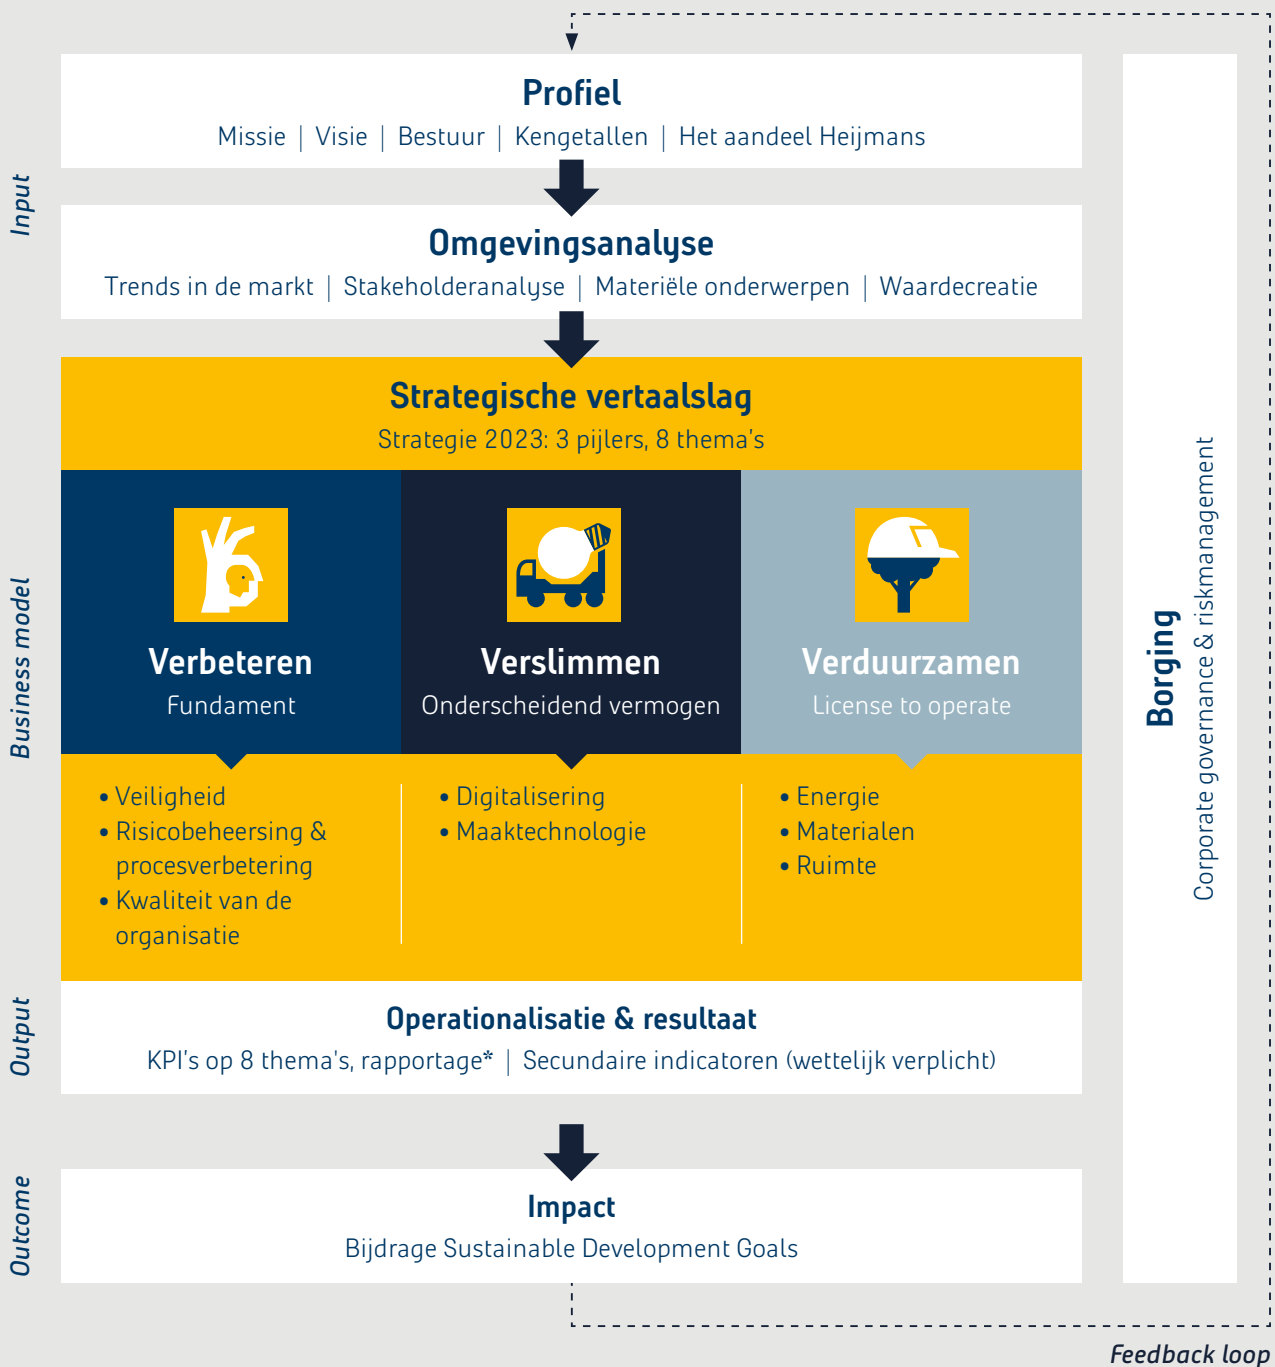 Input
Profiel
Missie | Visie | Bestuur | Kengetallen | Het aandeel Heijmans
Omgevingsanalyse
Trends in de markt | Stakeholderanalyse | Materiële onderwerpen | Waardecreatie
Business model
Strategische vertaalslag
Strategie 2023: 3 pijlers, 8 thema's
Verbeteren
Fundament
• Veiligheid
• Risicobeheersing &
procesverbetering
• Kwaliteit van de
organisatie
Verslimmen
Onderscheidend vermogen
• Digitalisering
• Maaktechnologie
Verduurzamen
License to operate
• Energie
• Materialen
• Ruimte
Output
Operationalisatie & resultaat
KPI's op 8 thema's, rapportage* | Secundaire indicatoren (wettelijk verplicht)
Outcome
Impact
Bijdrage Sustainable Development Goals
Borging
Corporate governance & riskmanagement
Feedback loop